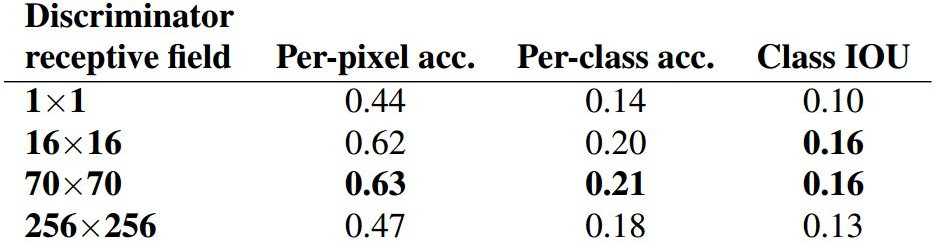 Discriminator
receptive field Per-pixel acc. Per-class acc. Class IOU
1×1 0.44 0.14 0.10
16×16 0.62 0.20 0.16
70×70 0.63 0.21 0.16
256×256 0.47 0.18 0.13